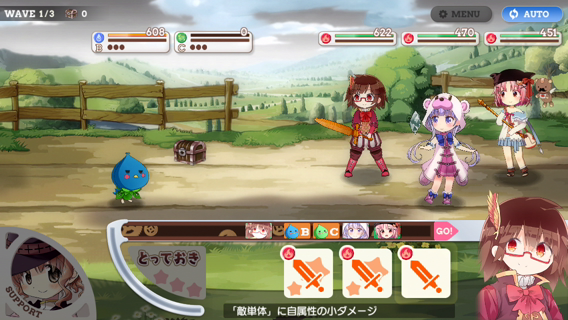 WAVE 1/3 0
MENU
AUTO
608
B
0
C
622
470
451
B
C
GO!
とっておき
SUPPORT
「敵単体」に自属性の小ダメージ